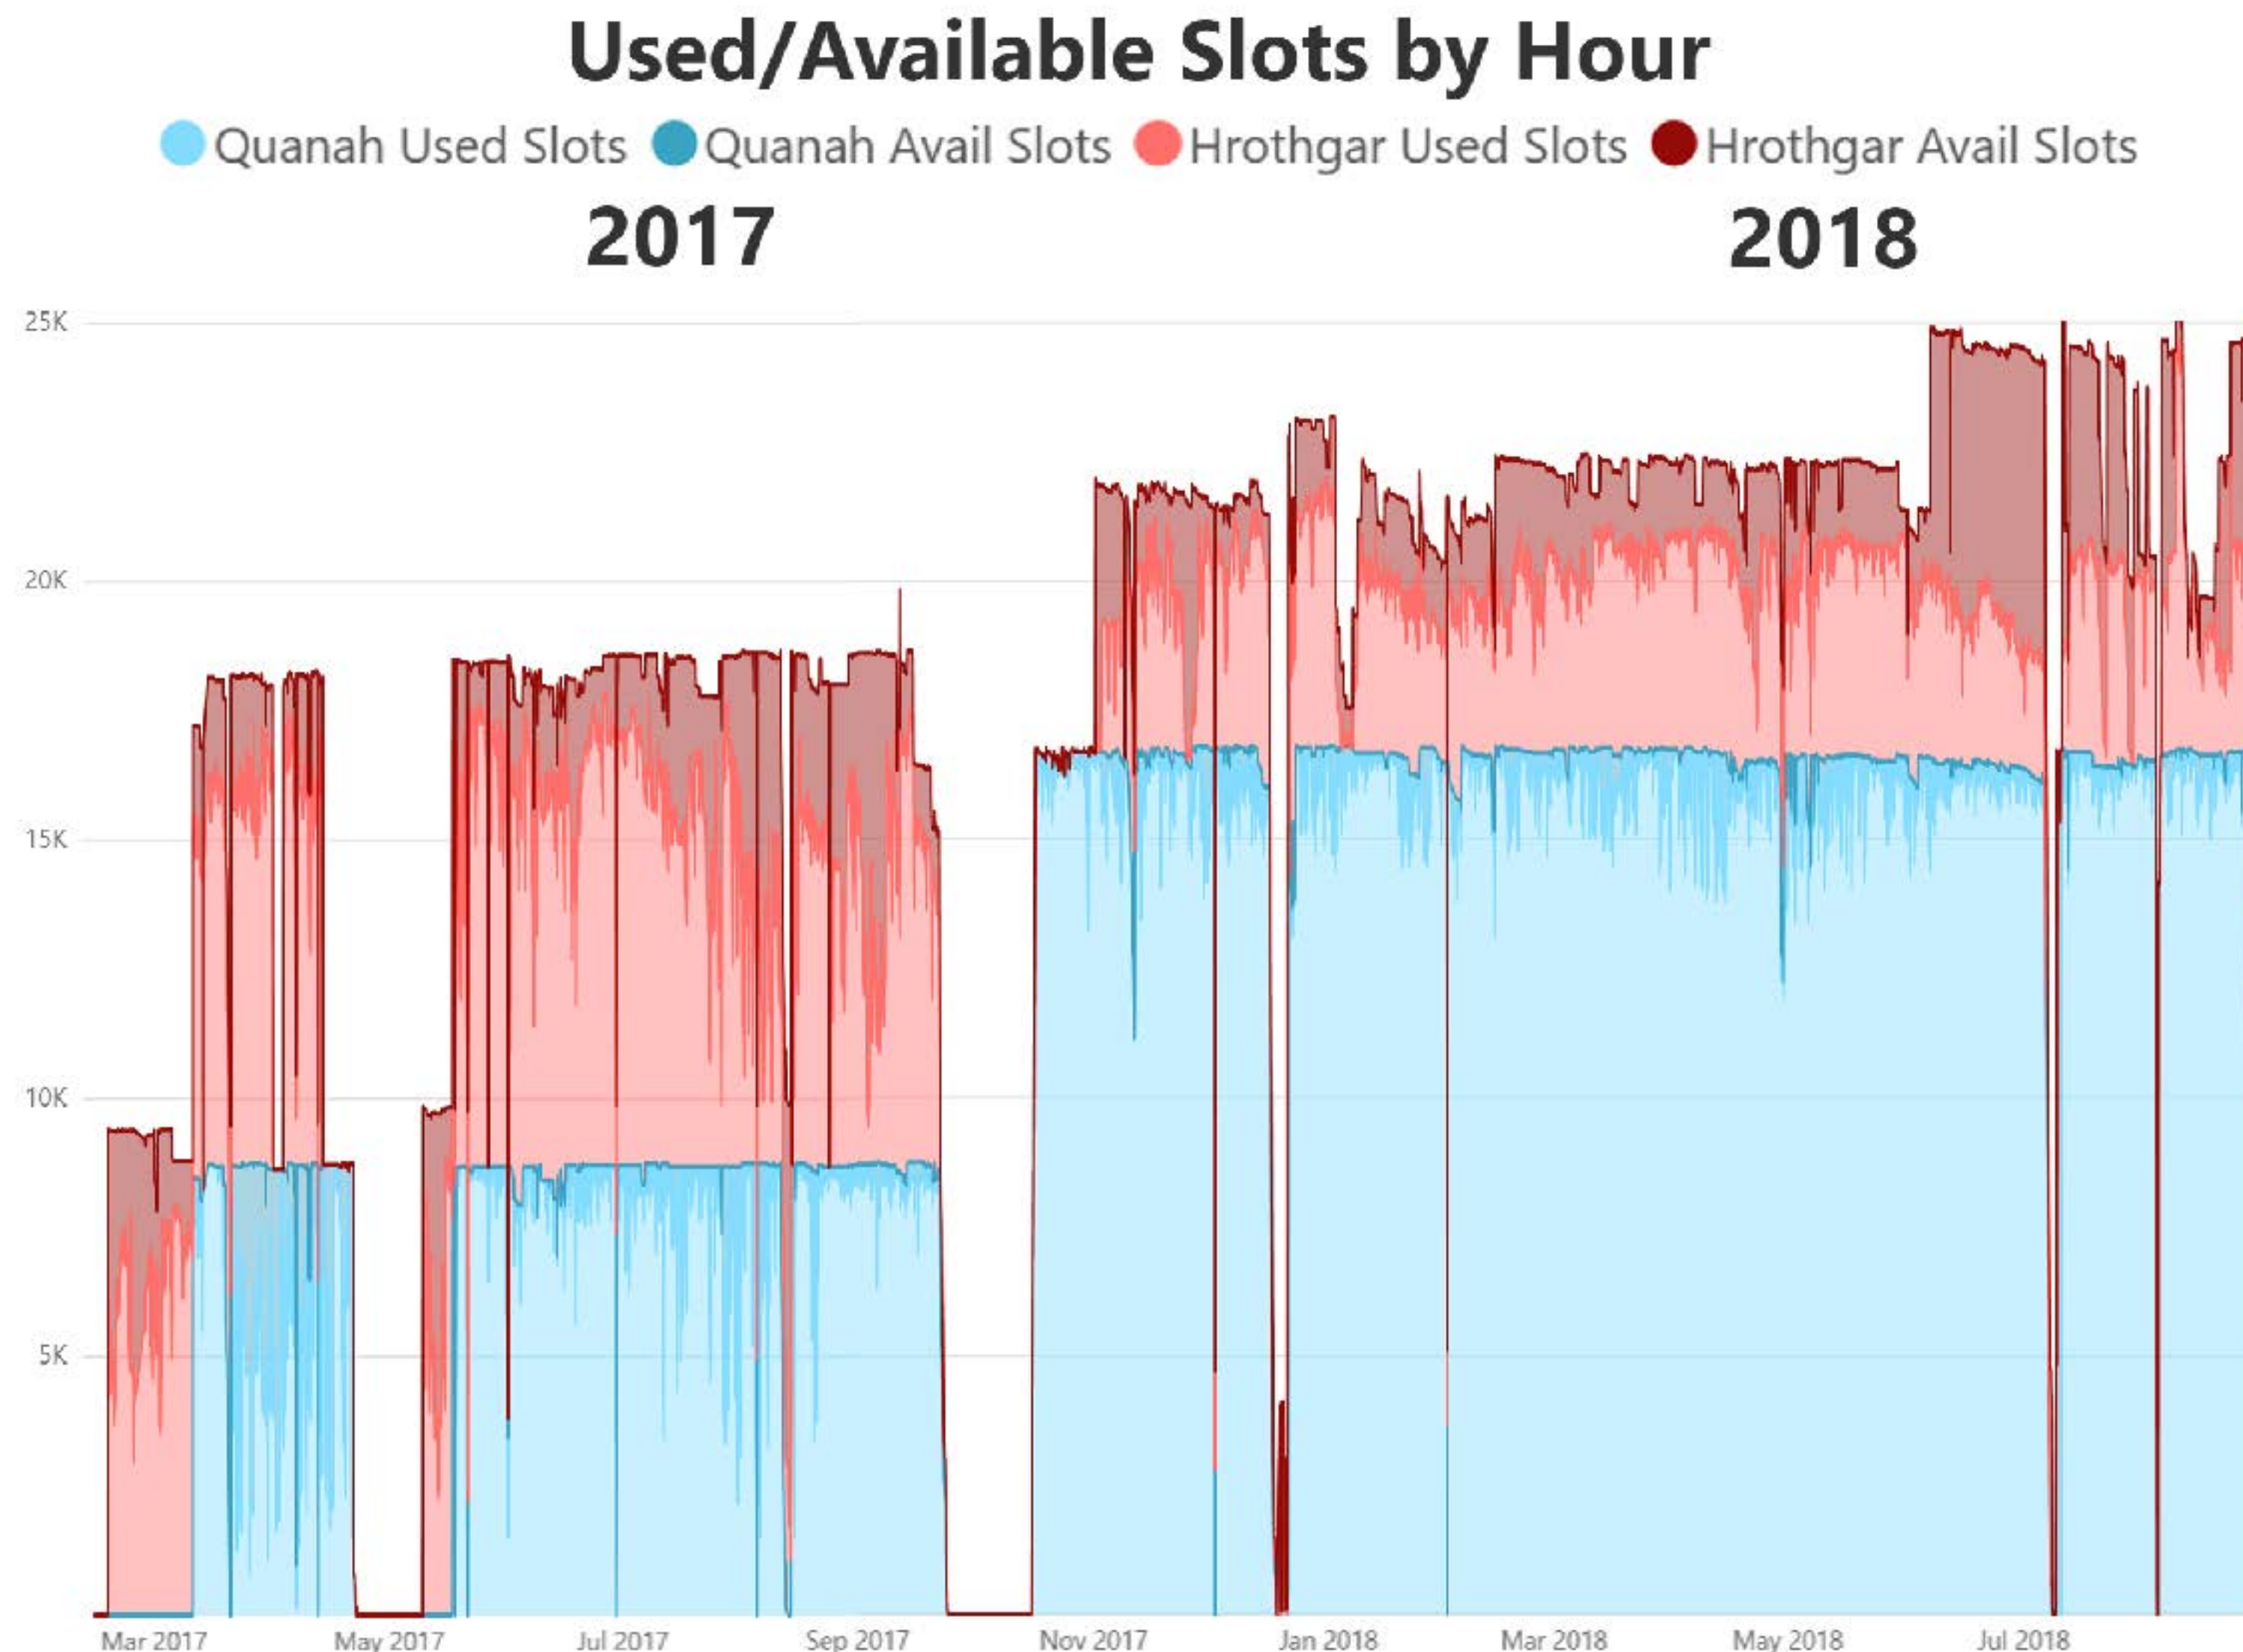 Used/Available Slots by Hour
Quanah Used Slots Quanah Avail Slots Hrothgar Used Slots Hrothgar Avail Slots
2017 2018
25K
20K
15K
10K
5K
Mar 2017 May 2017 Jul 2017 Sep 2017 Nov 2017 Jan 2018 Mar 2018 May 2018 Jul 2018